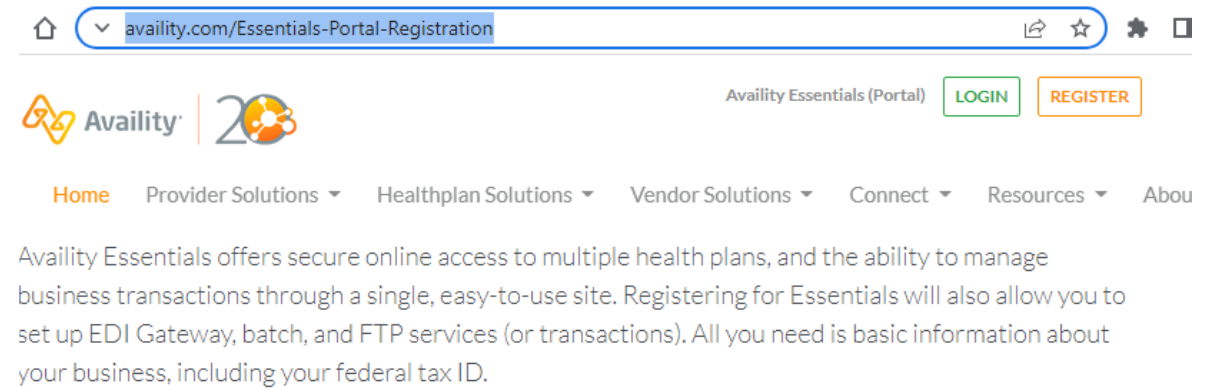 availity.com/Essentials-Portal-Registration
Availity
20
Availity Essentials (Portal) LOGIN REGISTER
Home Provider Solutions Healthplan Solutions Vendor Solutions Connect Resources Abou
Availity Essentials offers secure online access to multiple health plans, and the ability to manage
business transactions through a single, easy-to-use site. Registering for Essentials will also allow you to
set up EDI Gateway, batch, and FTP services (or transactions). All you need is basic information about
your business, including your federal tax ID.